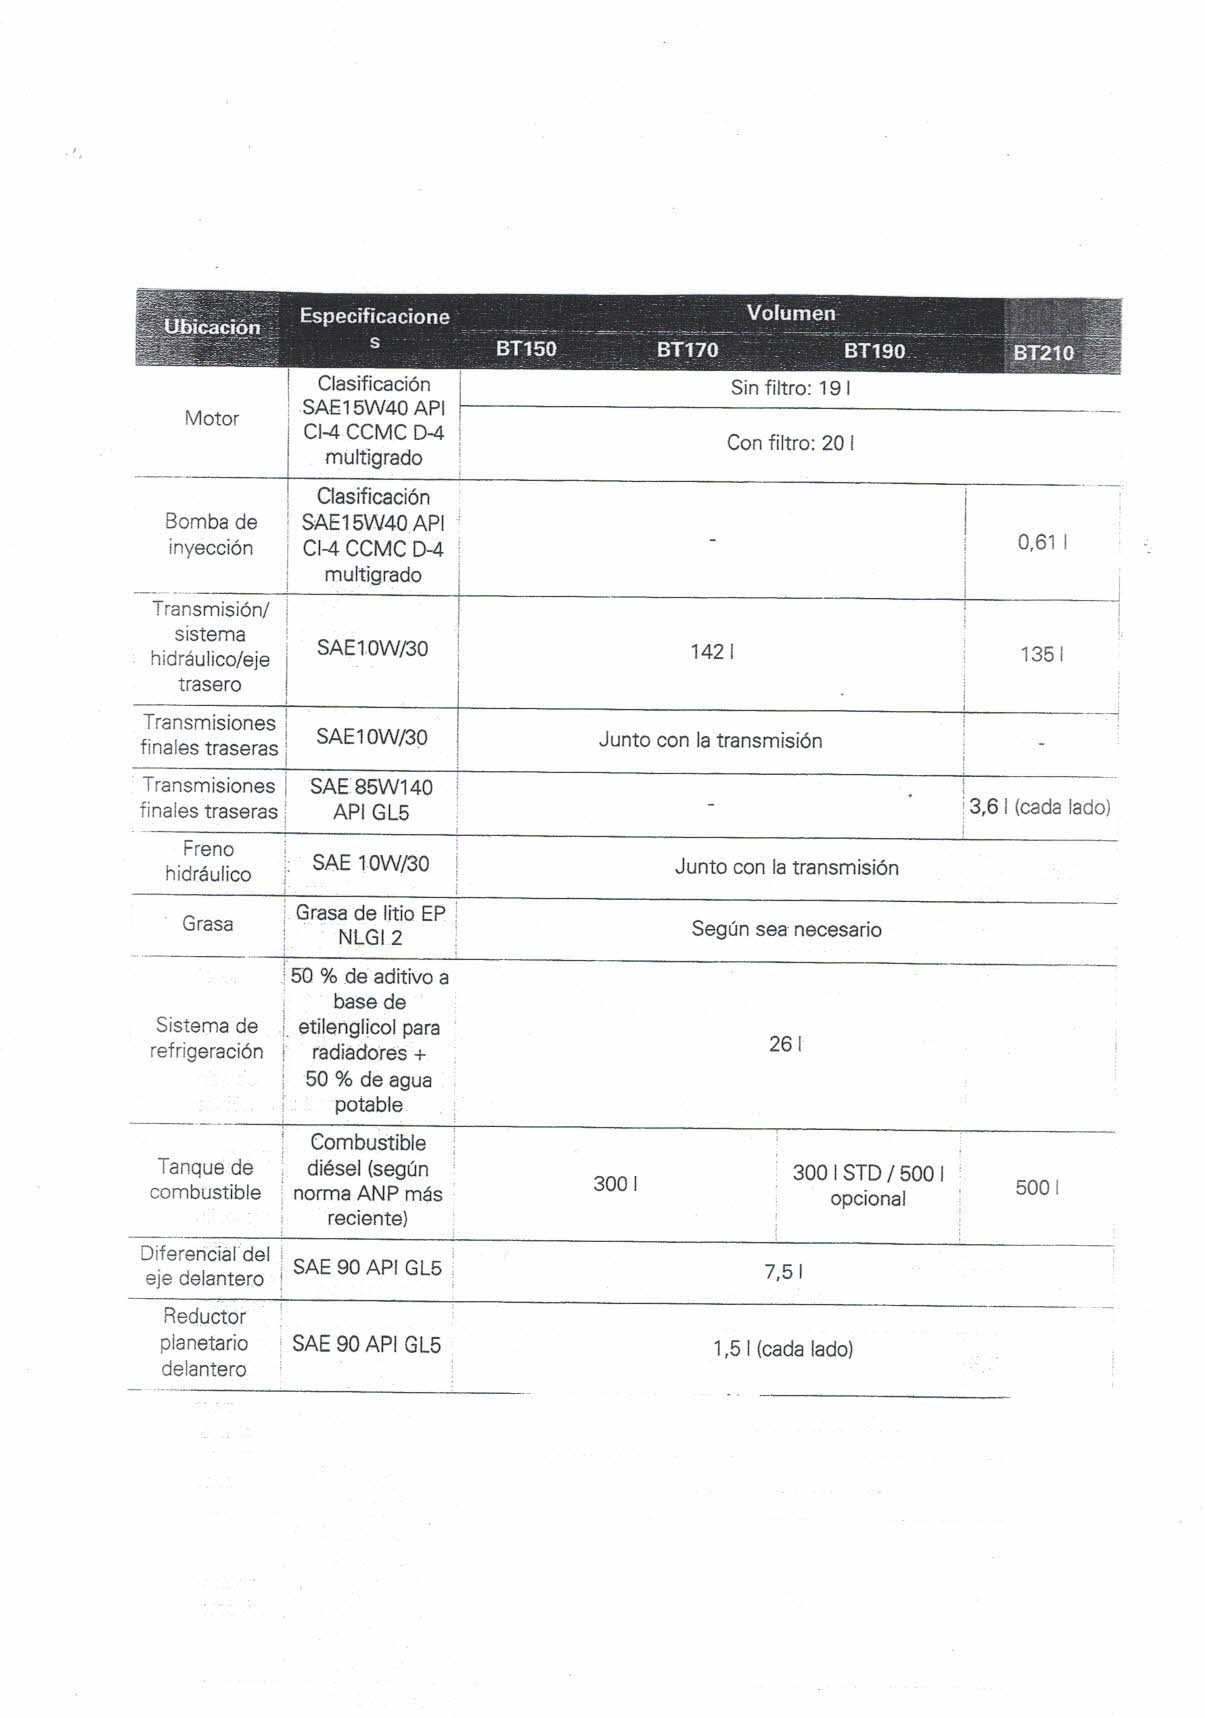 Ubicación
Especificacione
s
Volumen
BT150 BT170 BT190 BT210
Motor
Clasificación
SAE15W40 API
CI-4 CCMC D-4
multigrado
Sin filtro: 19 l
Con filtro: 20 l
Bomba de
inyección
Clasificación
SAE15W40 API
CI-4 CCMC D-4
multigrado
-
0,61 l
Transmisión/
sistema
hidráulico/eje
trasero
SAE10W/30
142 l
135 l
Transmisiones
finales traseras
SAE10W/30
Junto con la transmisión
-
Transmisiones
finales traseras
SAE 85W140
API GL5
-
3,6 l (cada lado)
Freno
hidráulico
SAE 10W/30
Junto con la transmisión
Grasa
Grasa de litio EP
NLGI 2
Según sea necesario
Sistema de
refrigeración
50 % de aditivo a
base de
etilenglicol para
radiadores +
50 % de agua
potable
26 l
Tanque de
combustible
Combustible
diésel (según
norma ANP más
reciente)
300 l
300 l STD / 500 l
opcional
500 l
Diferencial del
eje delantero
SAE 90 API GL5
7,5 l
Reductor
planetario
delantero
SAE 90 API GL5
1,5 l (cada lado)